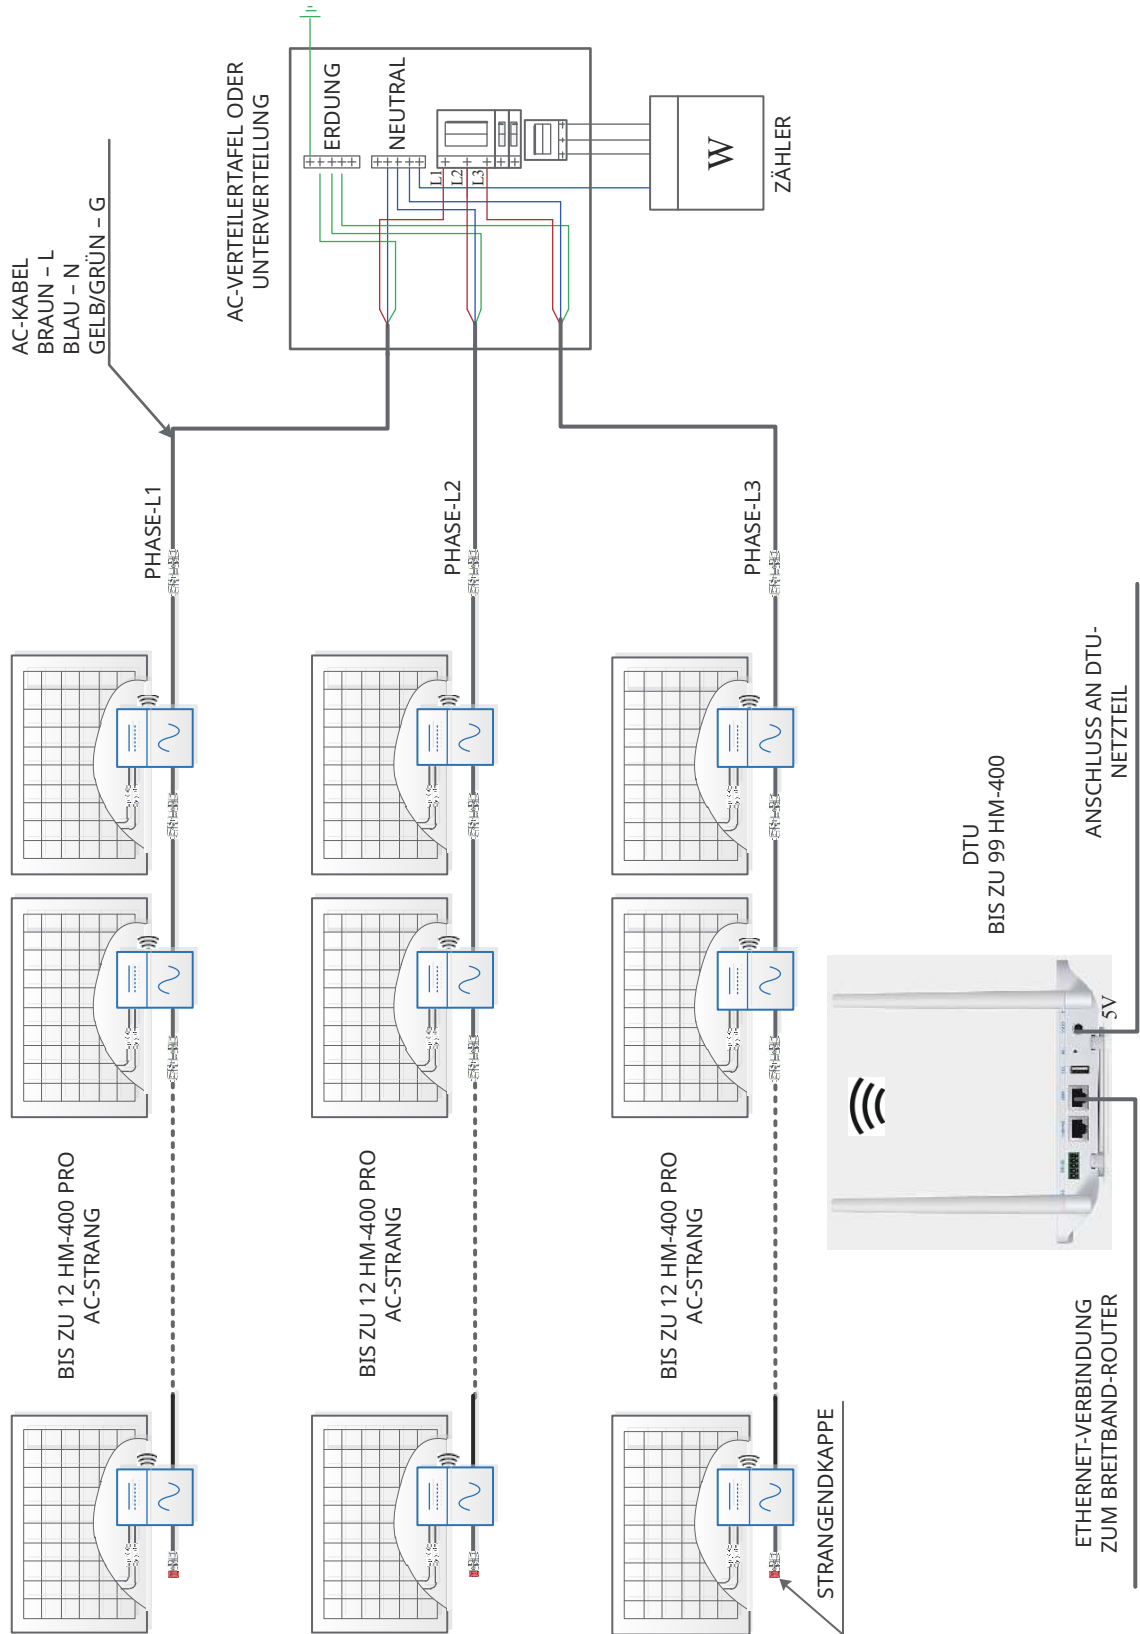 AC-KABEL
BRAUN – L
BLAU – N
GELB/GRÜN – G
AC-VERTEILERTAFEL ODER
UNTERVERTEILUNG
ERDUNG
NEUTRAL
L1
L2
L3
W
ZÄHLER
PHASE-L1
PHASE-L2
PHASE-L3
BIS ZU 12 HM-400 PRO
AC-STRANG
BIS ZU 12 HM-400 PRO
AC-STRANG
BIS ZU 12 HM-400 PRO
AC-STRANG
STRANGENDKAPPE
DTU
BIS ZU 99 HM-400
5V
ANSCHLUSS AN DTU-
NETZTEIL
ETHERNET-VERBINDUNG
ZUM BREITBAND-ROUTER